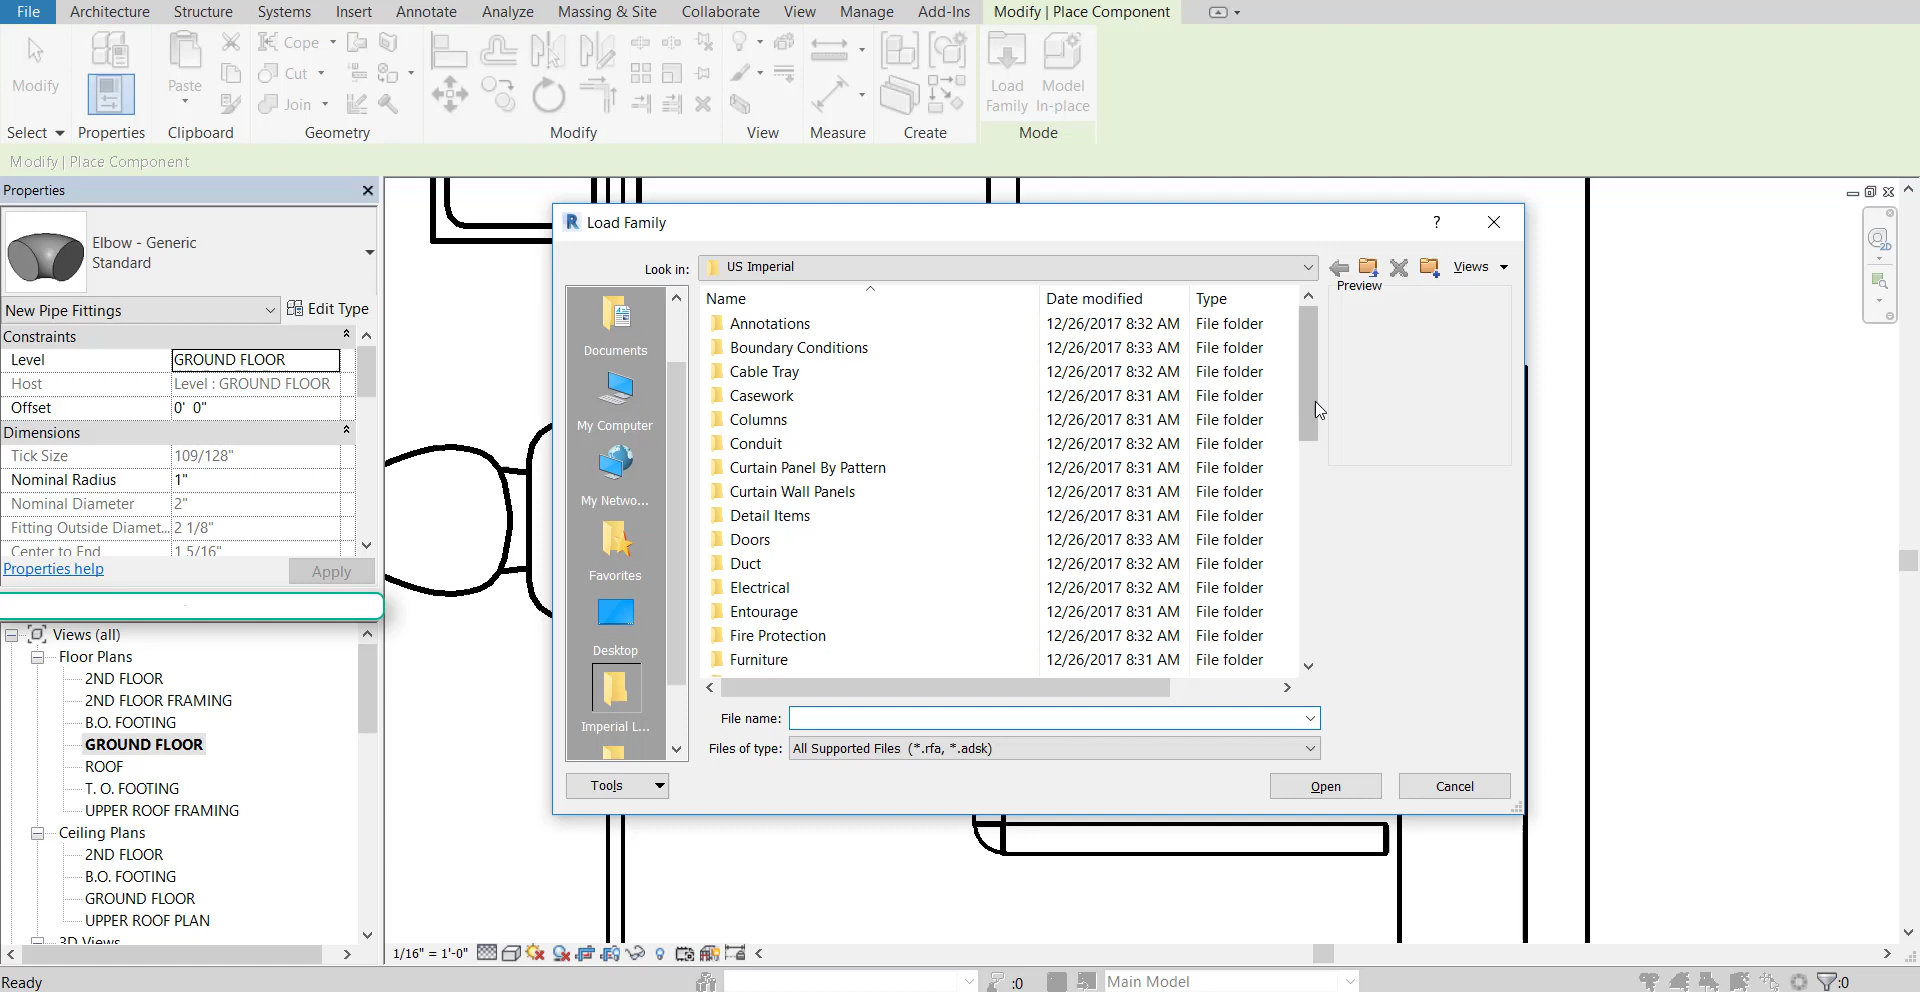 File Architecture Structure Systems Insert Annotate Analyze Massing & Site Collaborate View Manage Add-Ins Modify | Place Component
Modify
Paste
Cope
Cut
Join
Load Family
Model In-place
Select Properties Clipboard Geometry Modify View Measure Create Mode
Modify | Place Component
Properties
Elbow - Generic
Standard
New Pipe Fittings Edit Type
Constraints
Level GROUND FLOOR
Host Level : GROUND FLOOR
Offset 0' 0"
Dimensions
Tick Size 109/128"
Nominal Radius 1"
Nominal Diameter 2"
Fitting Outside Diamet... 2 1/8"
Center to End 1 5/16"
Properties help Apply
Views (all)
Floor Plans
2ND FLOOR
2ND FLOOR FRAMING
B.O. FOOTING
GROUND FLOOR
ROOF
T. O. FOOTING
UPPER ROOF FRAMING
Ceiling Plans
2ND FLOOR
B.O. FOOTING
GROUND FLOOR
UPPER ROOF PLAN
3D Views
R Load Family ?
Look in: US Imperial Views
Documents
My Computer
My Netwo...
Favorites
Desktop
Imperial L...
Name Date modified Type
Annotations 12/26/2017 8:32 AM File folder
Boundary Conditions 12/26/2017 8:33 AM File folder
Cable Tray 12/26/2017 8:32 AM File folder
Casework 12/26/2017 8:31 AM File folder
Columns 12/26/2017 8:31 AM File folder
Conduit 12/26/2017 8:32 AM File folder
Curtain Panel By Pattern 12/26/2017 8:31 AM File folder
Curtain Wall Panels 12/26/2017 8:31 AM File folder
Detail Items 12/26/2017 8:31 AM File folder
Doors 12/26/2017 8:33 AM File folder
Duct 12/26/2017 8:32 AM File folder
Electrical 12/26/2017 8:32 AM File folder
Entourage 12/26/2017 8:31 AM File folder
Fire Protection 12/26/2017 8:32 AM File folder
Furniture 12/26/2017 8:31 AM File folder
Preview
File name:
Files of type: All Supported Files (*.rfa, *.adsk)
Tools Open Cancel
2D
1/16" = 1'-0"
Ready :0 Main Model :0